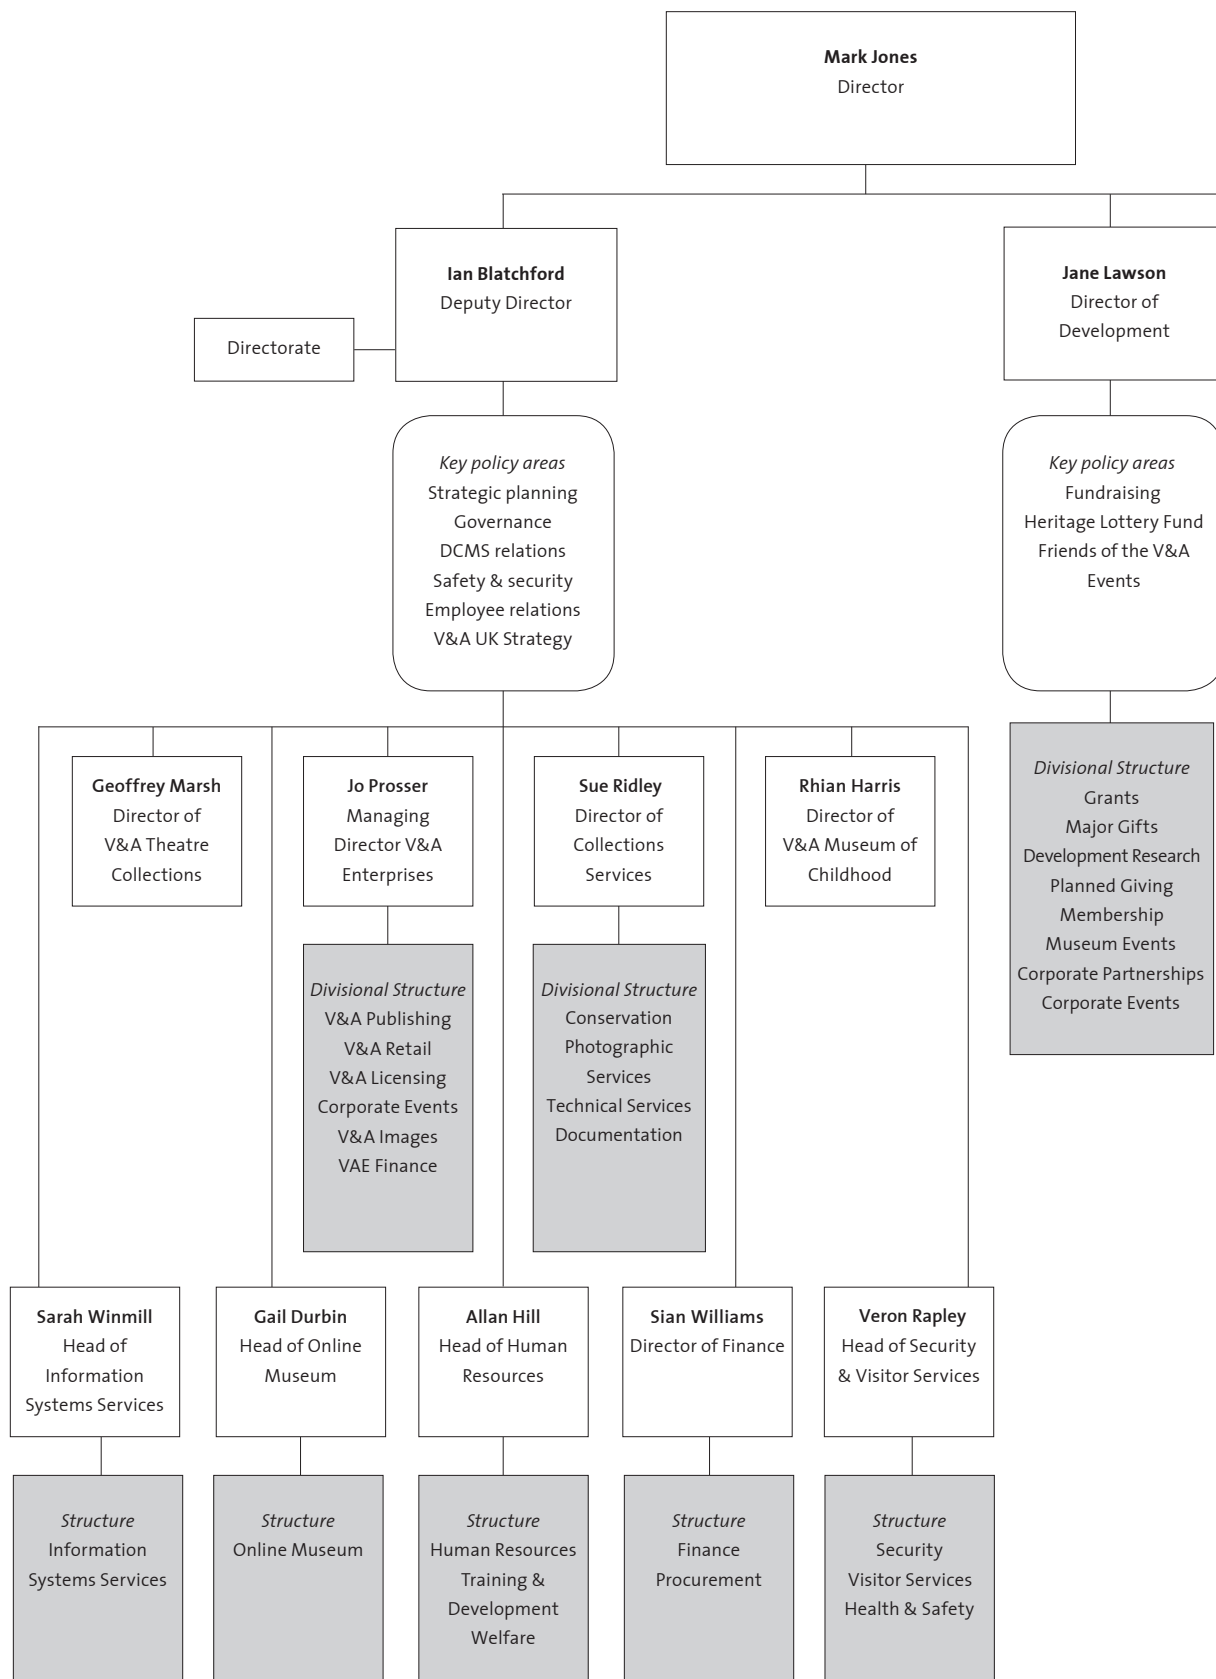 Mark Jones
Director
Ian Blatchford
Deputy Director
Directorate
Jane Lawson
Director of
Development
Key policy areas
Strategic planning
Governance
DCMS relations
Safety & security
Employee relations
V&A UK Strategy
Key policy areas
Fundraising
Heritage Lottery Fund
Friends of the V&A
Events
Geoffrey Marsh
Director of
V&A Theatre
Collections
Jo Prosser
Managing
Director V&A
Enterprises
Sue Ridley
Director of
Collections
Services
Rhian Harris
Director of
V&A Museum of
Childhood
Divisional Structure
Grants
Major Gifts
Development Research
Planned Giving
Membership
Museum Events
Corporate Partnerships
Corporate Events
Divisional Structure
V&A Publishing
V&A Retail
V&A Licensing
Corporate Events
V&A Images
VAE Finance
Divisional Structure
Conservation
Photographic
Services
Technical Services
Documentation
Sarah Winmill
Head of
Information
Systems Services
Gail Durbin
Head of Online
Museum
Allan Hill
Head of Human
Resources
Sian Williams
Director of Finance
Veron Rapley
Head of Security
& Visitor Services
Structure
Information
Systems Services
Structure
Online Museum
Structure
Human Resources
Training &
Development
Welfare
Structure
Finance
Procurement
Structure
Security
Visitor Services
Health & Safety